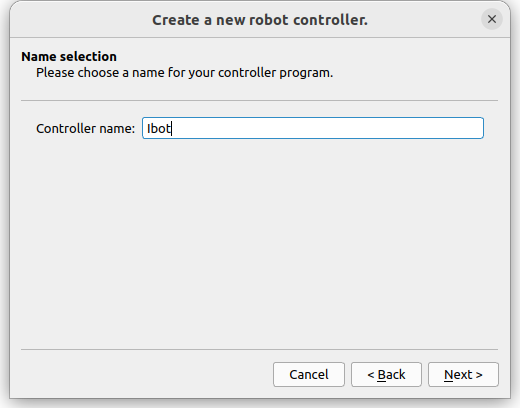 Create a new robot controller.
Name selection
Please choose a name for your controller program.
Controller name: Ibot
Cancel < Back Next >